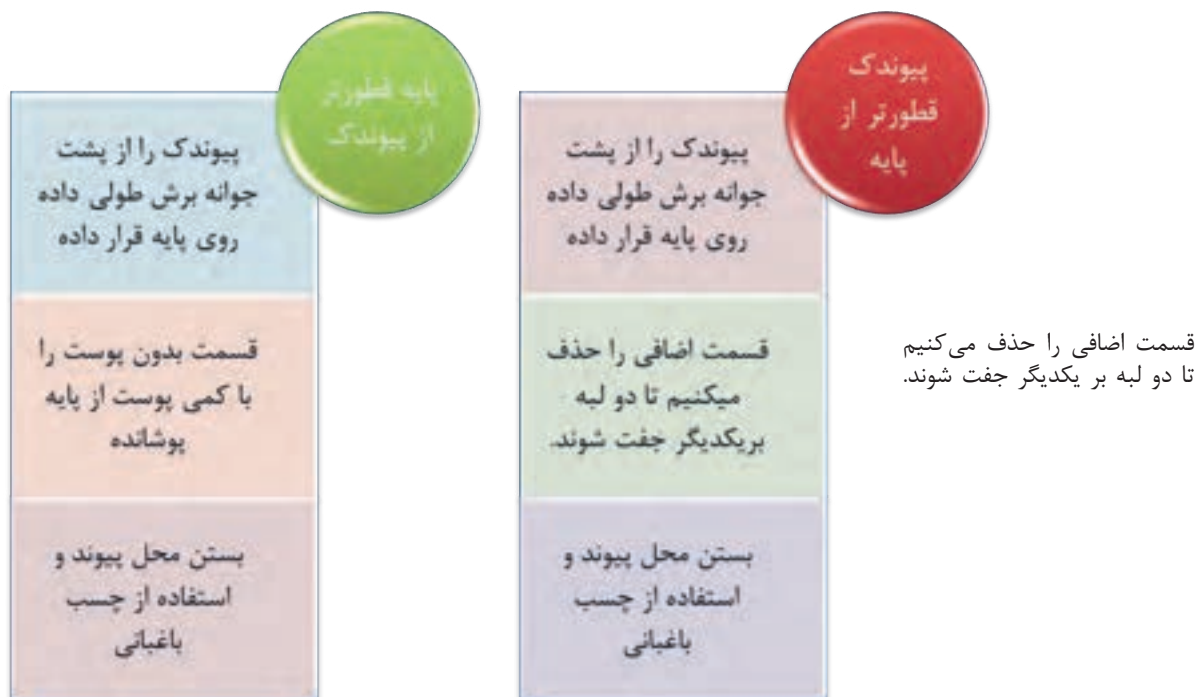 پیوندک
قطورتر از
پایه
پیوندک را از پشت
جوانه برش طولی داده
روی پایه قرار داده
قسمت اضافی را حذف
میکنیم تا دو لبه
بریکدیگر جفت شوند.
بستن محل پیوند و
استفاده از چسب
باغبانی
قسمت اضافی را حذف می‌کنیم
تا دو لبه بر یکدیگر جفت شوند.
پایه قطورتر
از پیوندک
پیوندک را از پشت
جوانه برش طولی داده
روی پایه قرار داده
قسمت بدون پوست را
با کمی پوست از پایه
پوشانده
بستن محل پیوند و
استفاده از چسب
باغبانی